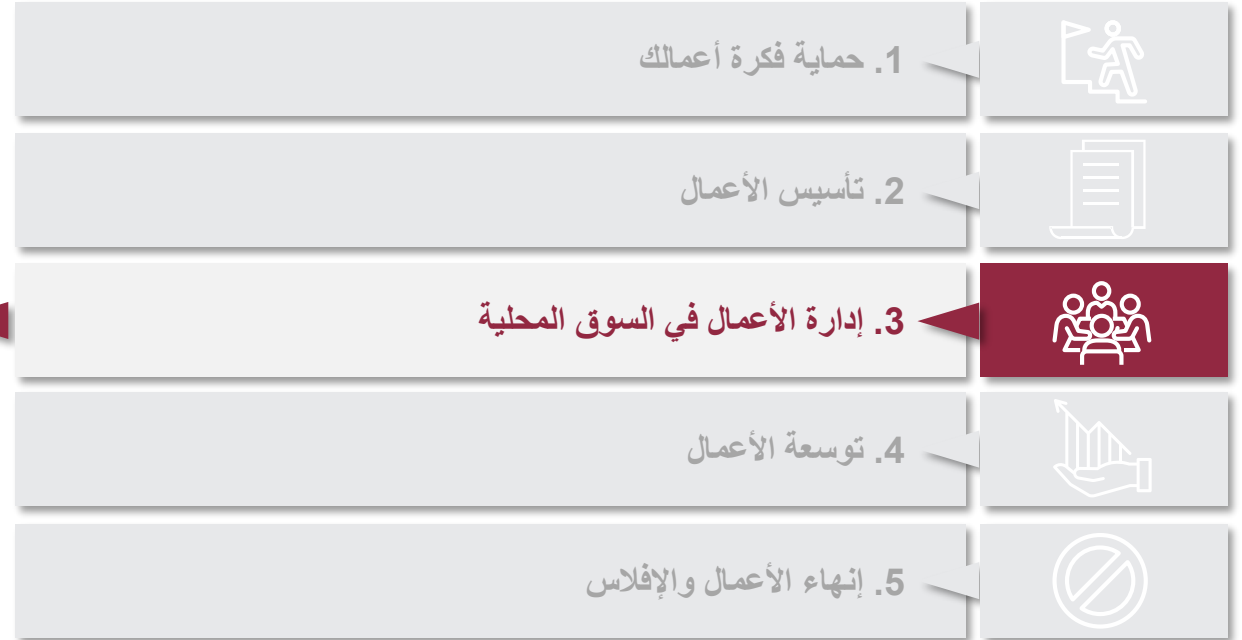 1. حماية فكرة أعمالك
2. تأسيس الأعمال
3. إدارة الأعمال في السوق المحلية
4. توسعة الأعمال
5. إنهاء الأعمال والإفلاس